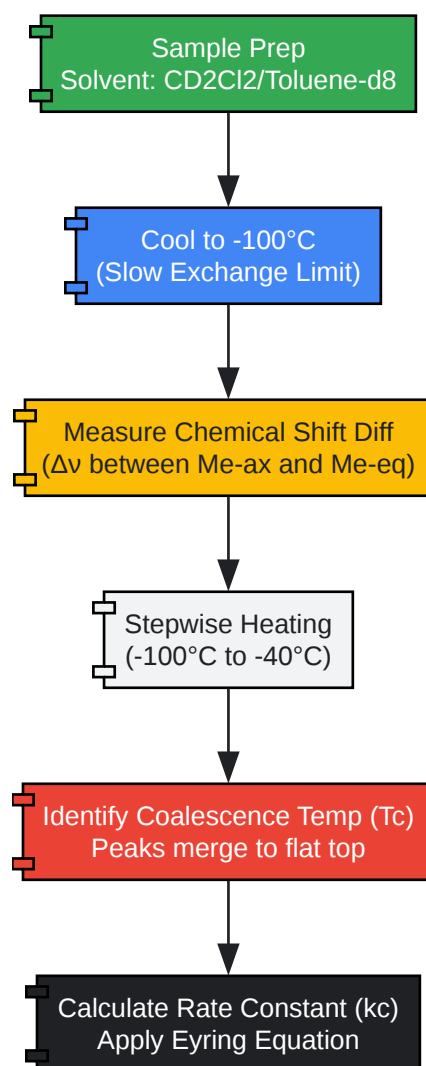 Sample Prep
Solvent: CD2Cl2/Toluene-d8
Cool to -100°C
(Slow Exchange Limit)
Measure Chemical Shift Diff
(Δν between Me-ax and Me-eq)
Stepwise Heating
(-100°C to -40°C)
Identify Coalescence Temp (Tc)
Peaks merge to flat top
Calculate Rate Constant (kc)
Apply Eyring Equation